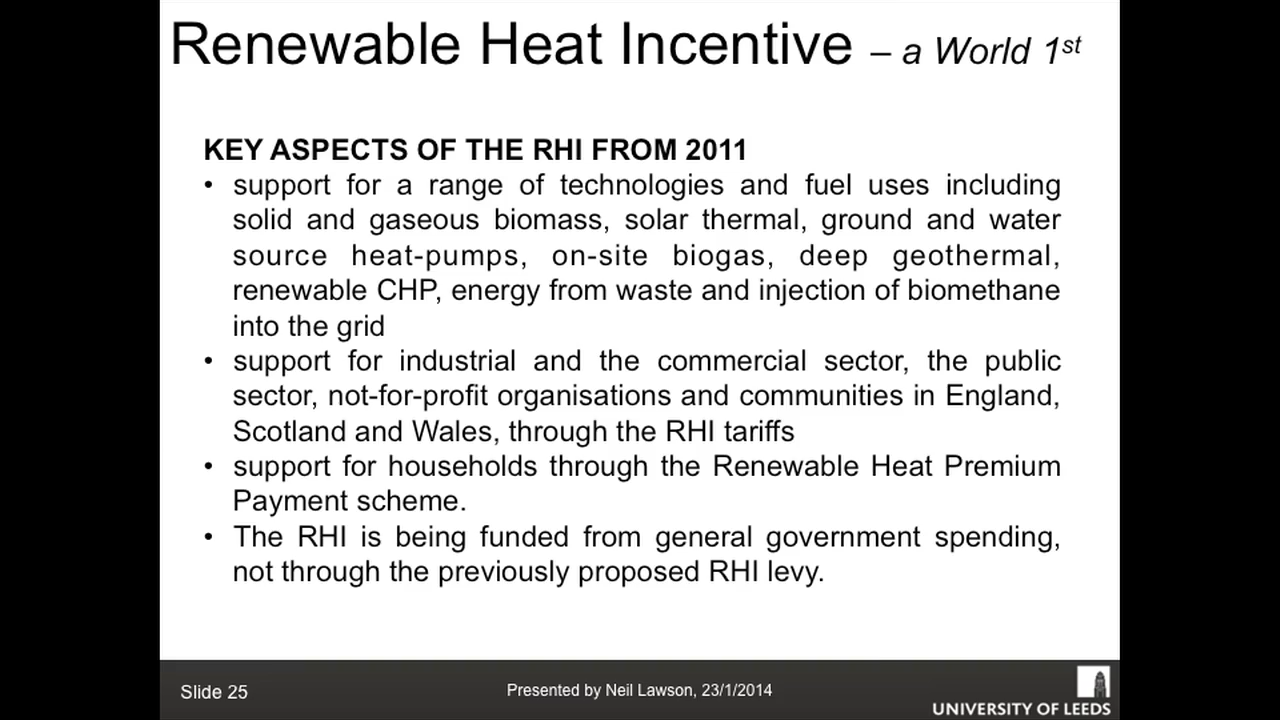 Renewable Heat Incentive – a World 1st
KEY ASPECTS OF THE RHI FROM 2011
• support for a range of technologies and fuel uses including
solid and gaseous biomass, solar thermal, ground and water
source heat-pumps, on-site biogas, deep geothermal,
renewable CHP, energy from waste and injection of biomethane
into the grid
• support for industrial and the commercial sector, the public
sector, not-for-profit organisations and communities in England,
Scotland and Wales, through the RHI tariffs
• support for households through the Renewable Heat Premium
Payment scheme.
• The RHI is being funded from general government spending,
not through the previously proposed RHI levy.
Slide 25
Presented by Neil Lawson, 23/1/2014
UNIVERSITY OF LEEDS